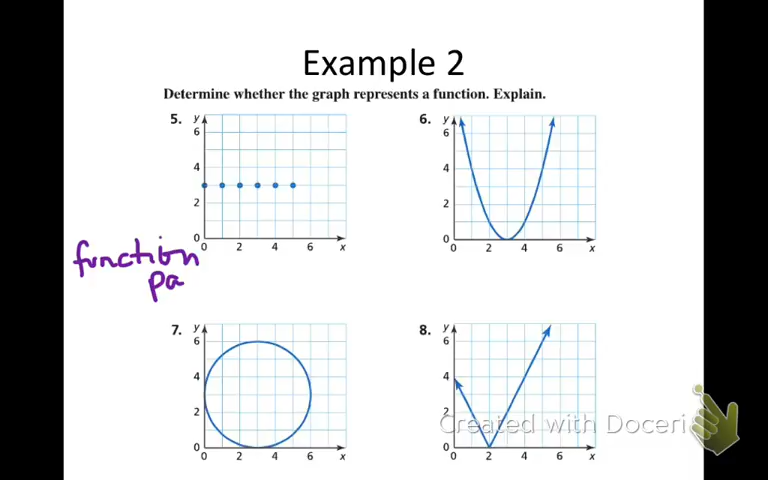 Example 2
Determine whether the graph represents a function. Explain.
5.
y
6
4
2
0
0 2 4 6 x
6.
y
6
4
2
0
0 2 4 6 x
function
pa
7.
y
6
4
2
0
0 2 4 6 x
8.
y
6
4
2
0
0 2 4 6 x
Created with Doceri